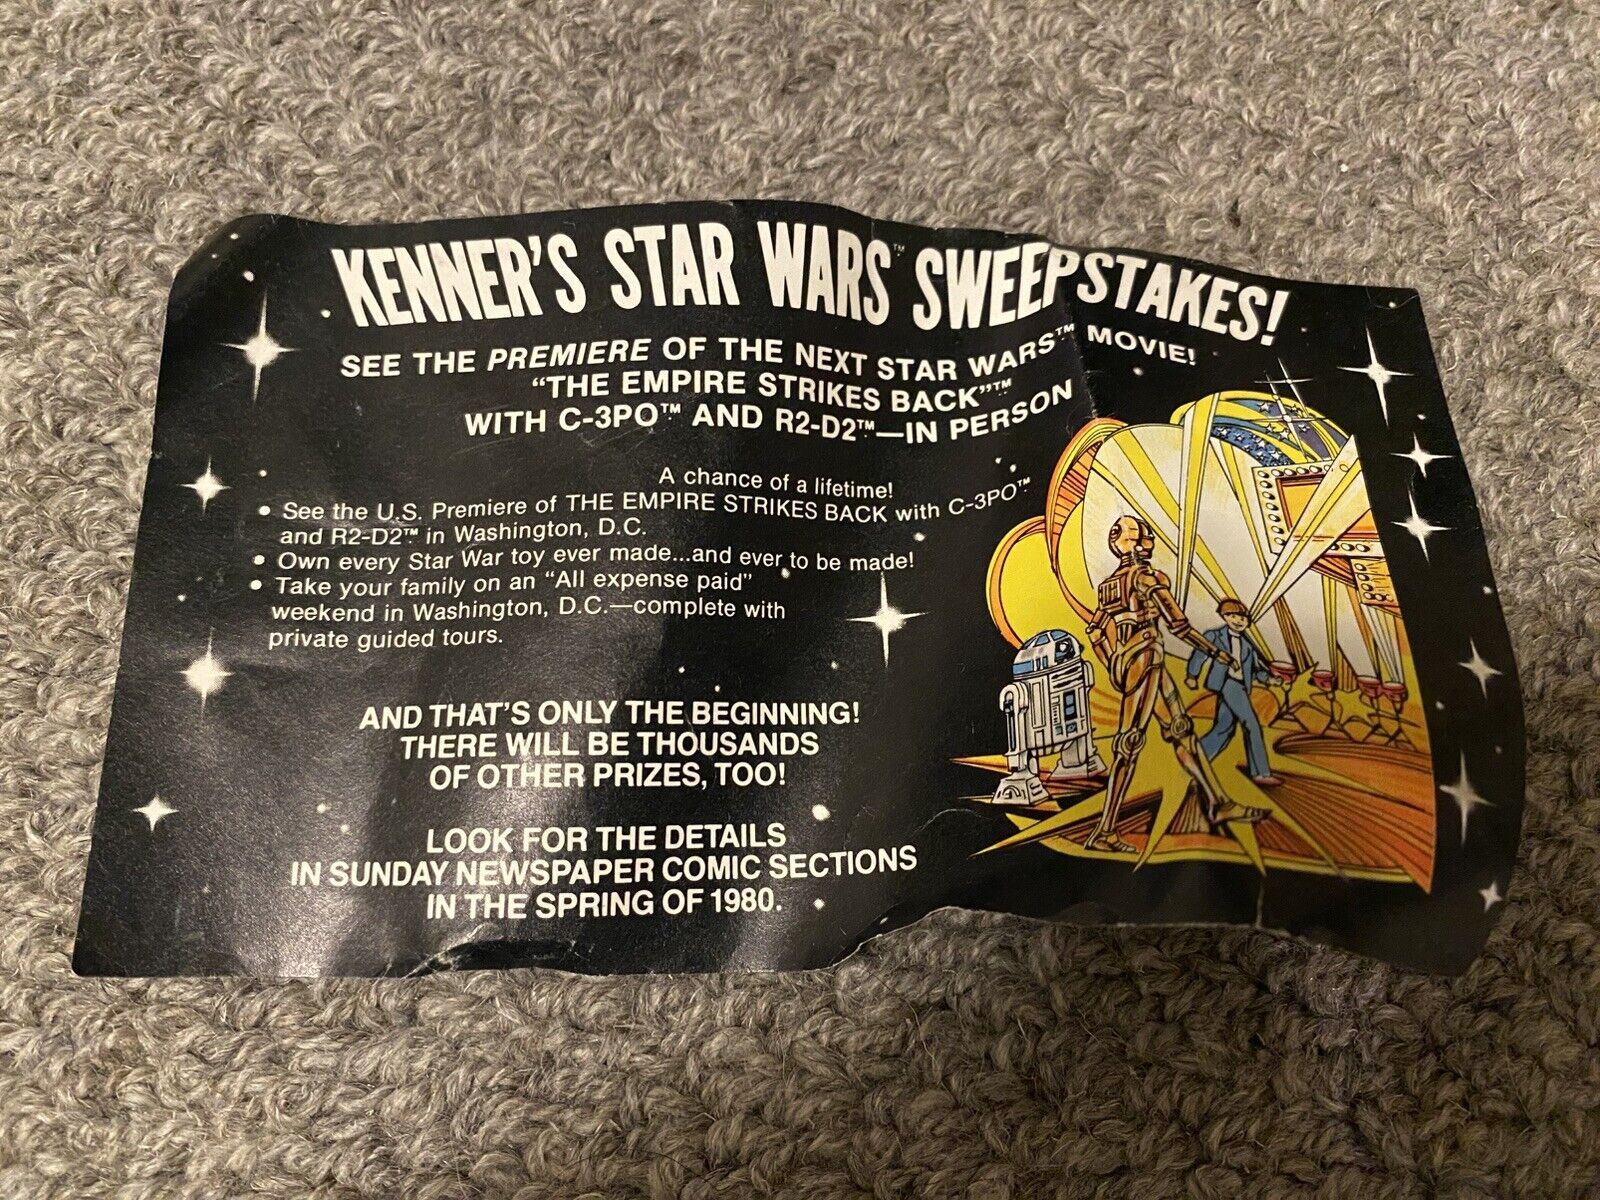 KENNER'S STAR WARS™ SWEEPSTAKES!
SEE THE PREMIERE OF THE NEXT STAR WARS™ MOVIE!
"THE EMPIRE STRIKES BACK"™
WITH C-3PO™ AND R2-D2™—IN PERSON
A chance of a lifetime!
• See the U.S. Premiere of THE EMPIRE STRIKES BACK with C-3PO™
and R2-D2™ in Washington, D.C.
• Own every Star War toy ever made...and ever to be made!
• Take your family on an "All expense paid"
weekend in Washington, D.C.—complete with
private guided tours.
AND THAT'S ONLY THE BEGINNING!
THERE WILL BE THOUSANDS
OF OTHER PRIZES, TOO!
LOOK FOR THE DETAILS
IN SUNDAY NEWSPAPER COMIC SECTIONS
IN THE SPRING OF 1980.